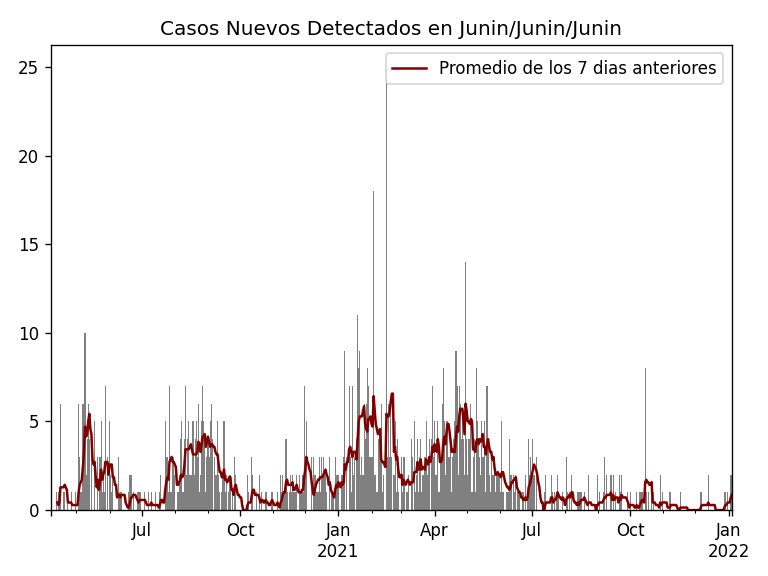 Casos Nuevos Detectados en Junin/Junin/Junin
Promedio de los 7 dias anteriores
25
20
15
10
5
0
Jul
Oct
Jan
2021
Apr
Jul
Oct
Jan
2022